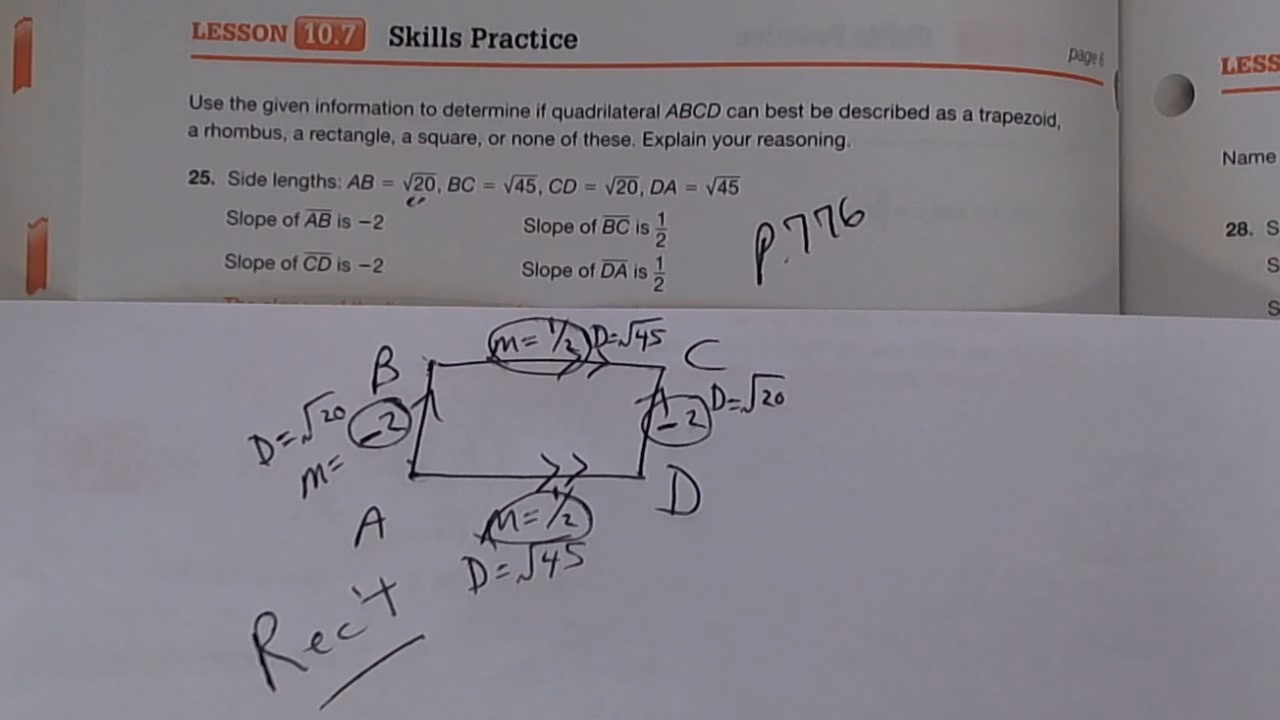 LESSON 10.7 Skills Practice
page 6
Use the given information to determine if quadrilateral ABCD can best be described as a trapezoid,
a rhombus, a rectangle, a square, or none of these. Explain your reasoning.
25. Side lengths: AB = √20, BC = √45, CD = √20, DA = √45
Slope of AB is −2
Slope of BC is 1/2
Slope of CD is −2
Slope of DA is 1/2
p.776
LESS
Name
28. S
S
S
m= 1/2 D=√45
B
C
D=√20
-2
m=
-2
D=√20
A
D
m= 1/2
D=√45
Rec't